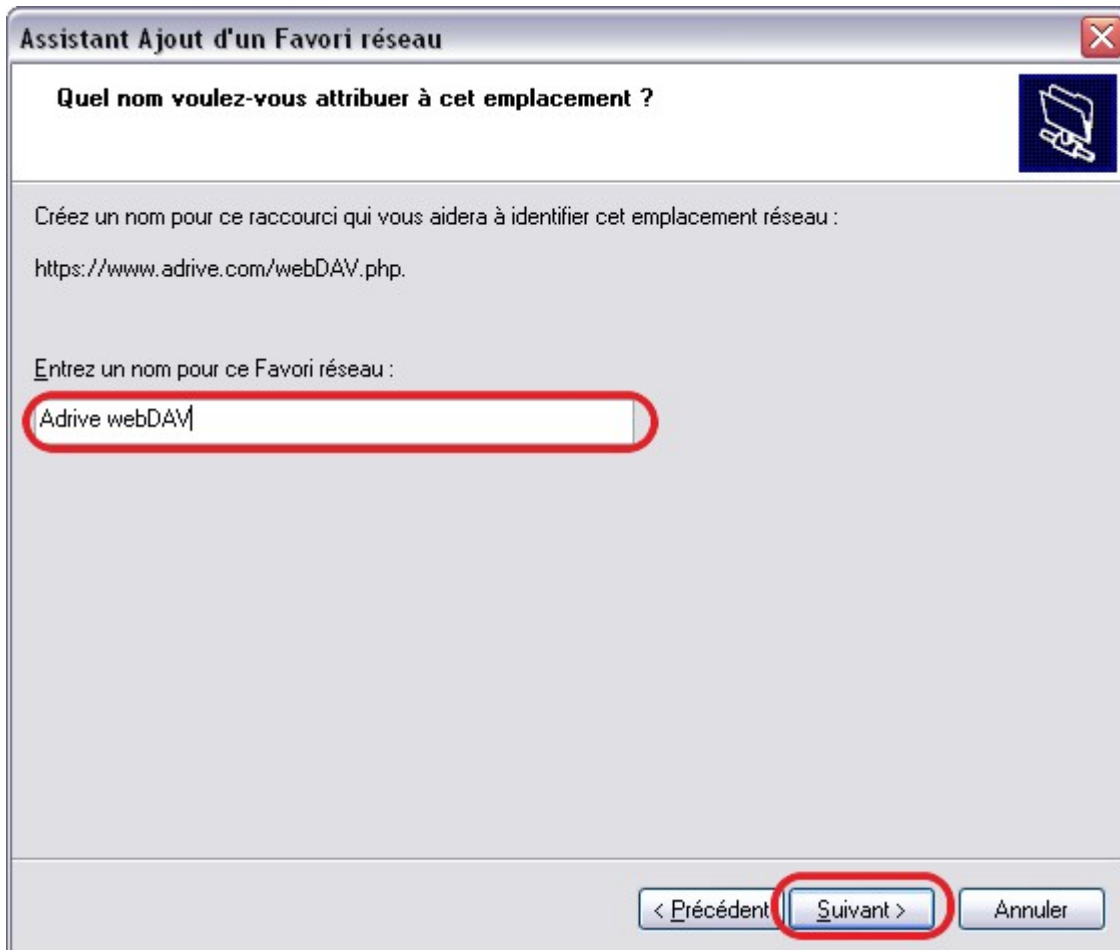 Assistant Ajout d'un Favori réseau
Quel nom voulez-vous attribuer à cet emplacement ?
Créez un nom pour ce raccourci qui vous aidera à identifier cet emplacement réseau :
https://www.adrive.com/webDAV.php.
Entrez un nom pour ce Favori réseau :
Adrive webDAV
< Précédent Suivant > Annuler